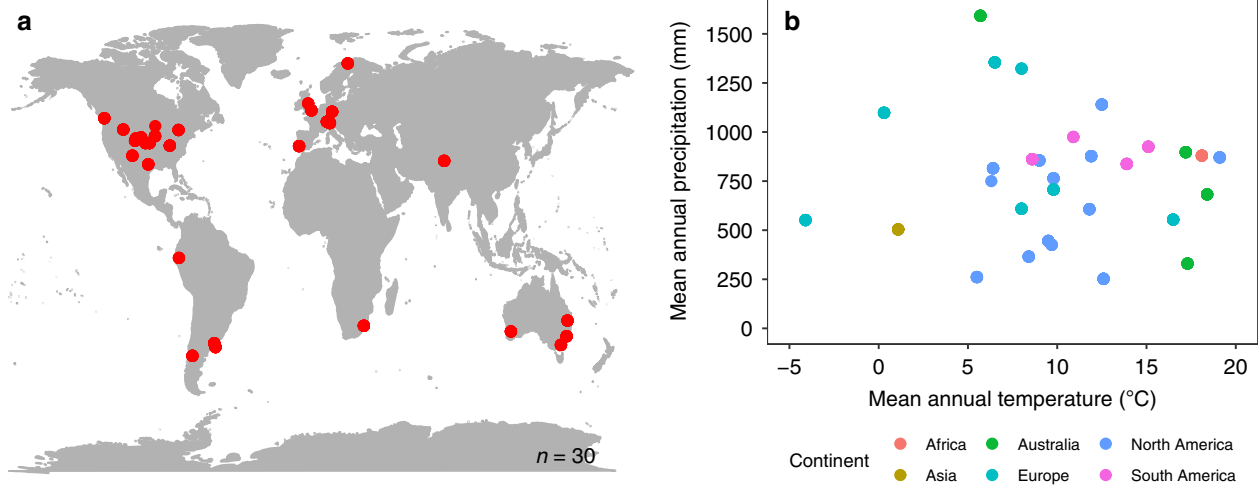 a
n = 30
b
Mean annual precipitation (mm)
1500
1250
1000
750
500
250
0
−5 0 5 10 15 20
Mean annual temperature (°C)
Continent
Africa Australia North America
Asia Europe South America